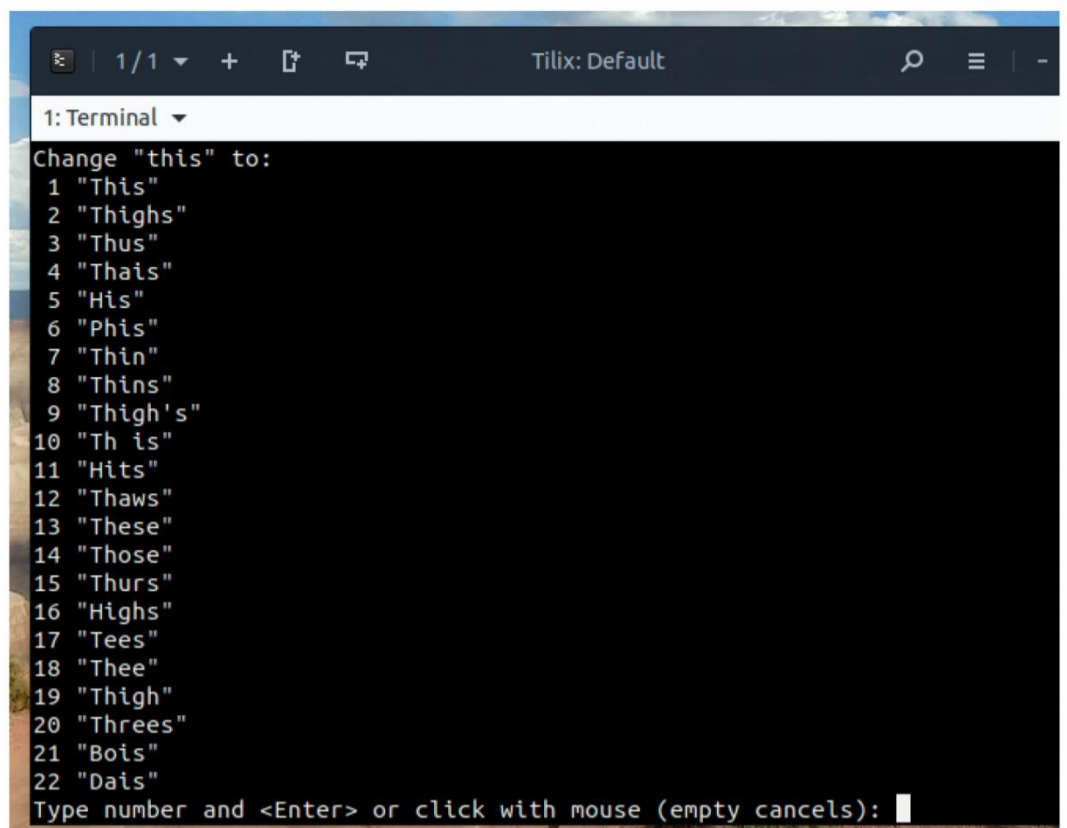 1/1
Tilix: Default
1: Terminal
Change "this" to:
1 "This"
2 "Thighs"
3 "Thus"
4 "Thais"
5 "His"
6 "Phis"
7 "Thin"
8 "Thins"
9 "Thigh's"
10 "Th is"
11 "Hits"
12 "Thaws"
13 "These"
14 "Those"
15 "Thurs"
16 "Highs"
17 "Tees"
18 "Thee"
19 "Thigh"
20 "Threes"
21 "Bois"
22 "Dais"
Type number and <Enter> or click with mouse (empty cancels):